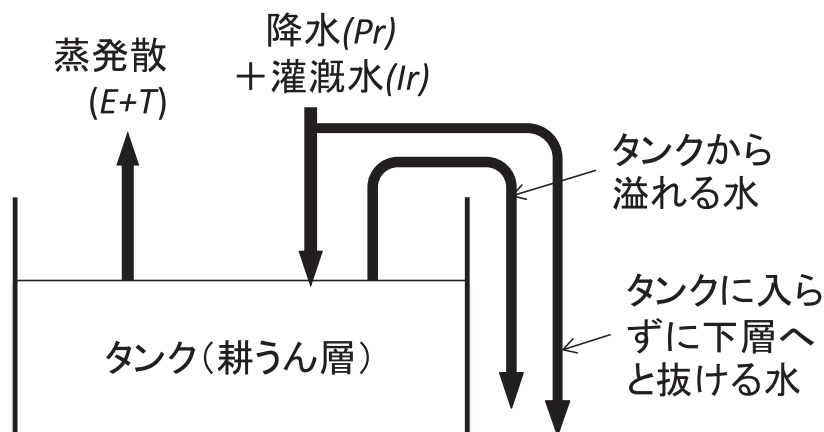 蒸発散
(E+T)
降水(Pr)
＋灌漑水(Ir)
タンクから
溢れる水
タンクに入ら
ずに下層へ
と抜ける水
タンク（耕うん層）